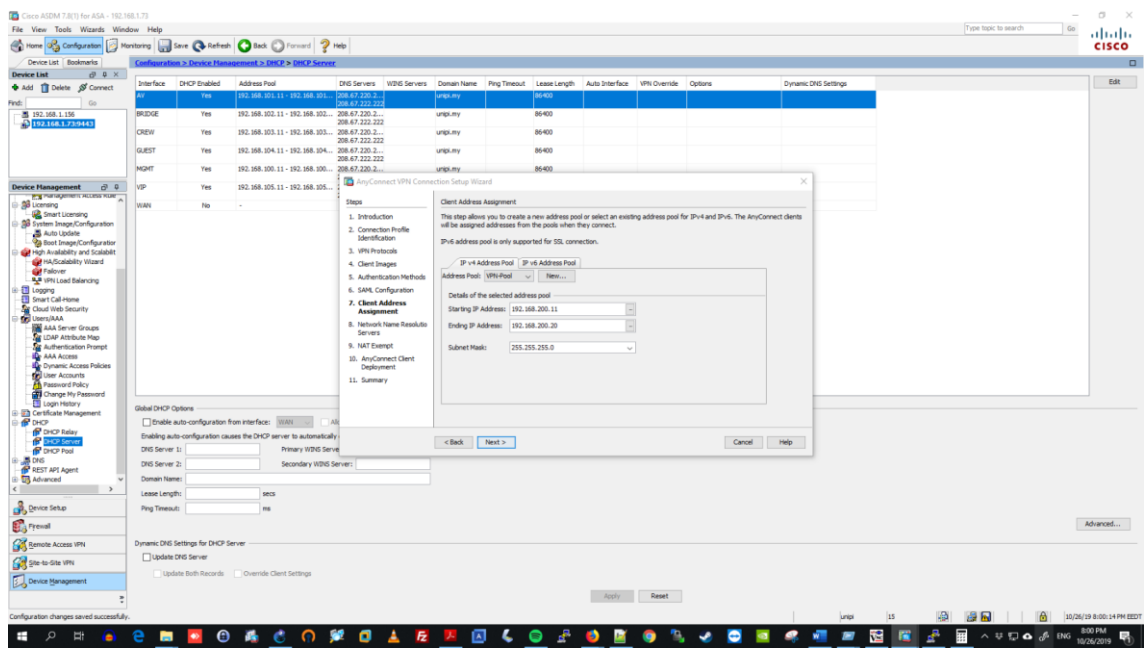 Cisco ASDM 7.8(1) for ASA - 192.168.1.73
File View Tools Wizards Window Help
Type topic to search Go
Home Configuration Monitoring Save Refresh Back Forward Help
CISCO
Device List Bookmarks
Configuration > Device Management > DHCP > DHCP Server
Device List
Add Delete Connect
Find: Go
192.168.1.156
192.168.1.73:9443
Interface DHCP Enabled Address Pool DNS Servers WINS Servers Domain Name Ping Timeout Lease Length Auto Interface VPN Override Options Dynamic DNS Settings
Edit
AV Yes 192.168.101.11 - 192.168.101... 208.67.220.2... unipi.my 86400
208.67.222.222
BRIDGE Yes 192.168.102.11 - 192.168.102... 208.67.220.2... unipi.my 86400
208.67.222.222
CREW Yes 192.168.103.11 - 192.168.103... 208.67.220.2... unipi.my 86400
208.67.222.222
GUEST Yes 192.168.104.11 - 192.168.104... 208.67.220.2... unipi.my 86400
208.67.222.222
MGMT Yes 192.168.100.11 - 192.168.100... 208.67.220.2... unipi.my 86400
VIP Yes 192.168.105.11 - 192.168.105...
WAN No -
Device Management
Management Access Rule
Licensing
Smart Licensing
System Image/Configuration
Auto Update
Boot Image/Configuration
High Availability and Scalabilit
HA/Scalability Wizard
Failover
VPN Load Balancing
Logging
Smart Call-Home
Cloud Web Security
Users/AAA
AAA Server Groups
LDAP Attribute Map
Authentication Prompt
AAA Access
Dynamic Access Policies
User Accounts
Password Policy
Change My Password
Login History
Certificate Management
DHCP
DHCP Relay
DHCP Server
DHCP Pool
DNS
REST API Agent
Advanced
Device Setup
Firewall
Remote Access VPN
Site-to-Site VPN
Device Management
AnyConnect VPN Connection Setup Wizard
Steps
1. Introduction
2. Connection Profile Identification
3. VPN Protocols
4. Client Images
5. Authentication Methods
6. SAML Configuration
7. Client Address Assignment
8. Network Name Resolutio Servers
9. NAT Exempt
10. AnyConnect Client Deployment
11. Summary
Client Address Assignment
This step allows you to create a new address pool or select an existing address pool for IPv4 and IPv6. The AnyConnect clients
will be assigned addresses from the pools when they connect.
IPv6 address pool is only supported for SSL connection.
IP v4 Address Pool IP v6 Address Pool
Address Pool: VPN-Pool New...
Details of the selected address pool
Starting IP Address: 192.168.200.11
Ending IP Address: 192.168.200.20
Subnet Mask: 255.255.255.0
< Back Next > Cancel Help
Global DHCP Options
Enable auto-configuration from interface: WAN
Enabling auto-configuration causes the DHCP server to automatically
DNS Server 1: Primary WINS Serve
DNS Server 2: Secondary WINS Server:
Domain Name:
Lease Length: secs
Ping Timeout: ms
Advanced...
Dynamic DNS Settings for DHCP Server
Update DNS Server
Update Both Records Override Client Settings
Apply Reset
Configuration changes saved successfully.
unipi 15 10/26/19 8:00:14 PM EEDT
ENG 8:00 PM
10/26/2019